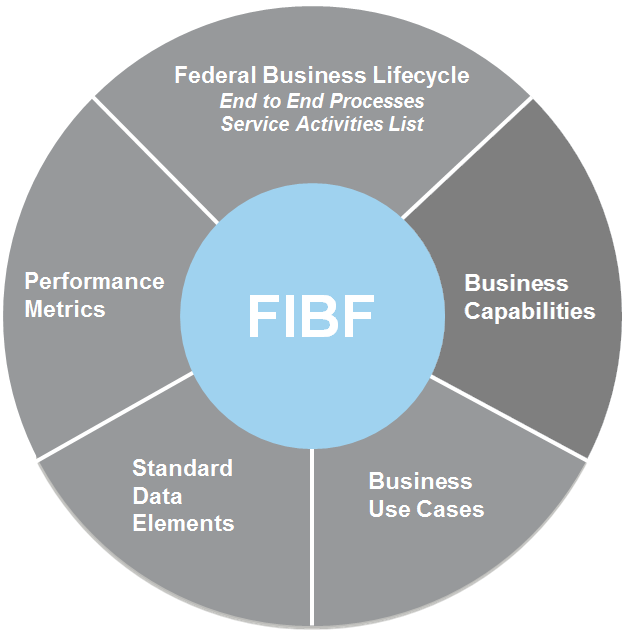 Federal Business Lifecycle
End to End Processes
Service Activities List
Performance
Metrics
FIBF
Business
Capabilities
Standard
Data
Elements
Business
Use Cases